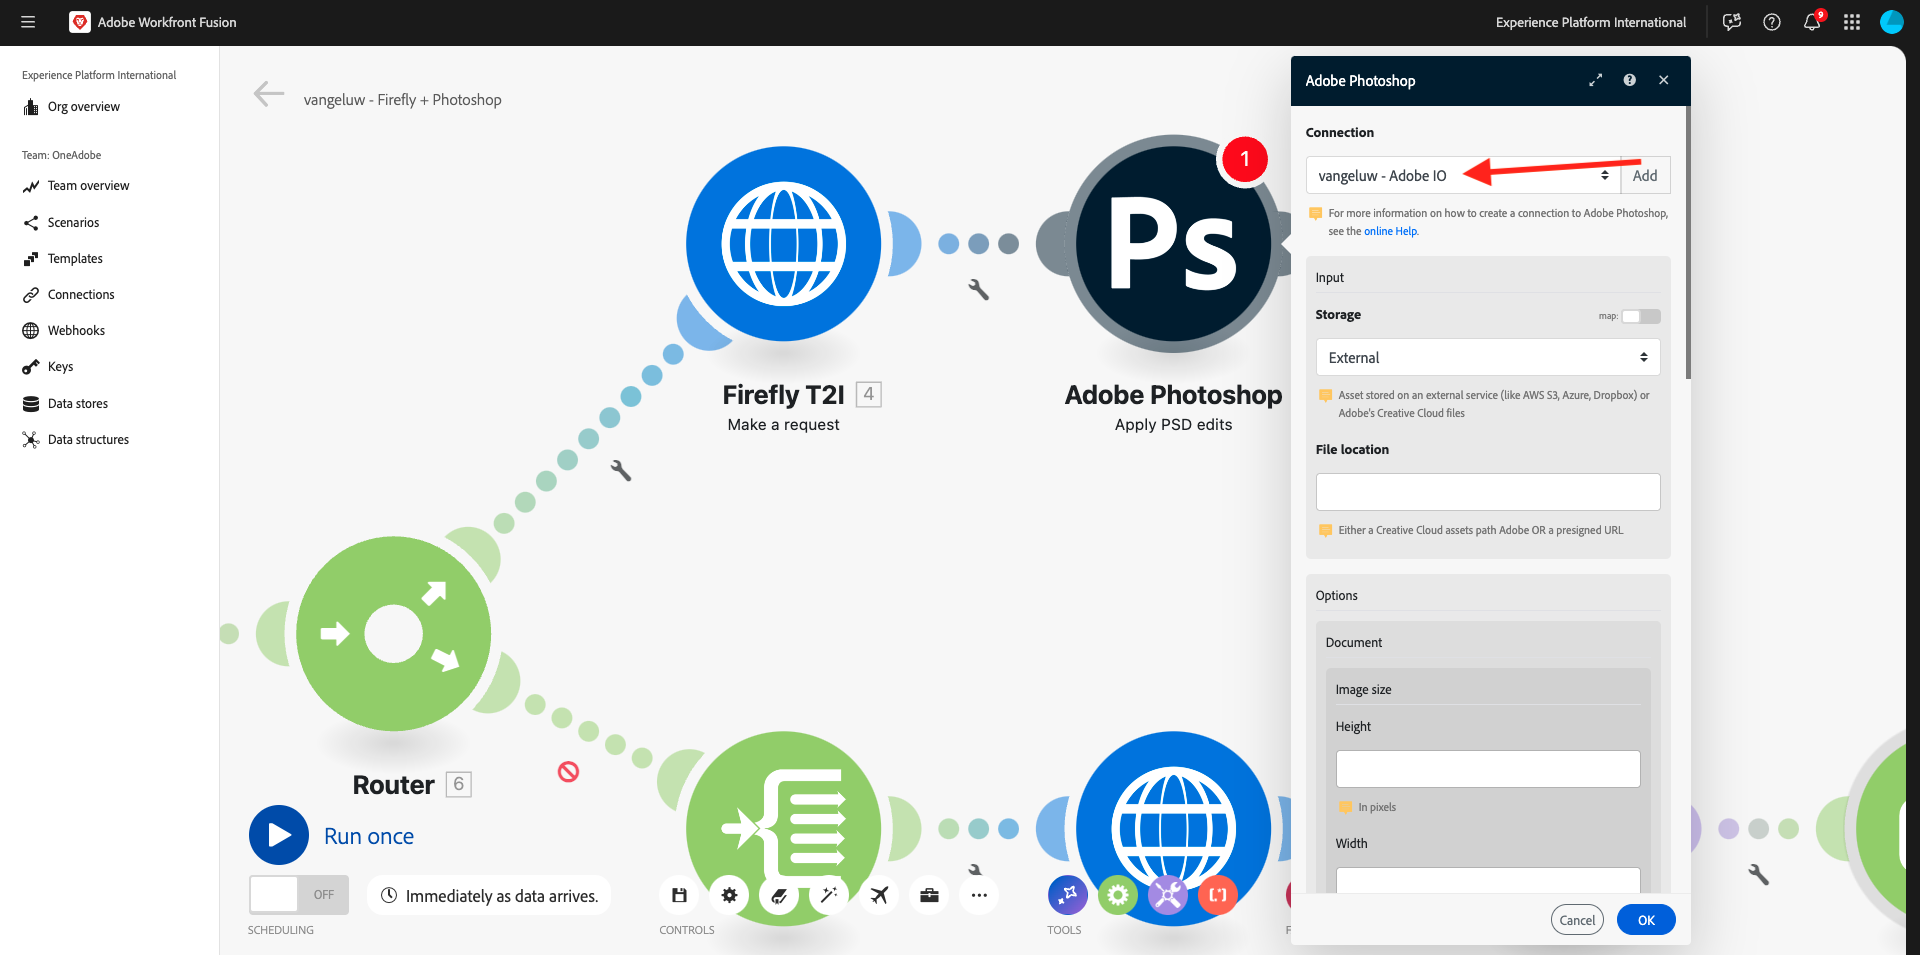 Adobe Workfront Fusion
Experience Platform International
9
Experience Platform International
Org overview
Team: OneAdobe
Team overview
Scenarios
Templates
Connections
Webhooks
Keys
Data stores
Data structures
vangeluw - Firefly + Photoshop
Firefly T2I 4
Make a request
1
Ps
Adobe Photoshop
Apply PSD edits
Router 6
Run once
OFF
Immediately as data arrives.
SCHEDULING
CONTROLS
TOOLS
Adobe Photoshop
Connection
vangeluw - Adobe IO
Add
For more information on how to create a connection to Adobe Photoshop,
see the online Help.
Input
Storage
map:
External
Asset stored on an external service (like AWS S3, Azure, Dropbox) or
Adobe's Creative Cloud files
File location
Either a Creative Cloud assets path Adobe OR a presigned URL
Options
Document
Image size
Height
In pixels
Width
Cancel
OK